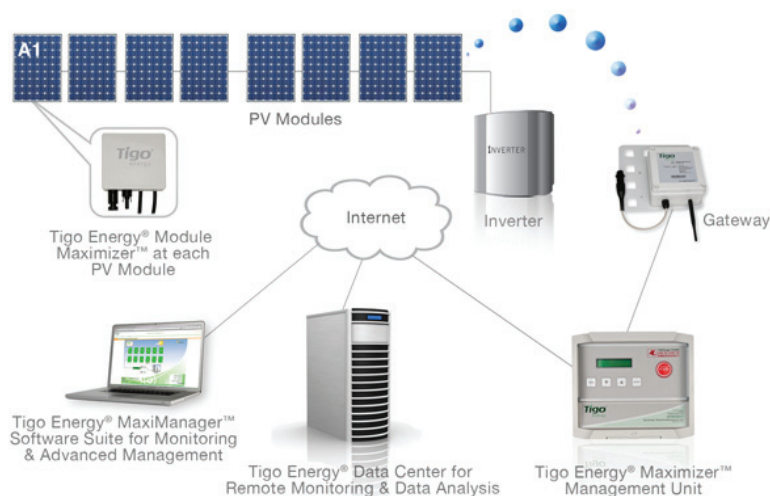 A1
PV Modules
Tigo
ENERGY
INVERTER
Tigo
Internet
Inverter
Gateway
Tigo Energy® Module
Maximizer™ at each
PV Module
Tigo
Tigo Energy® MaxiManager™
Software Suite for Monitoring
& Advanced Management
Tigo Energy® Data Center for
Remote Monitoring & Data Analysis
Tigo Energy® Maximizer™
Management Unit